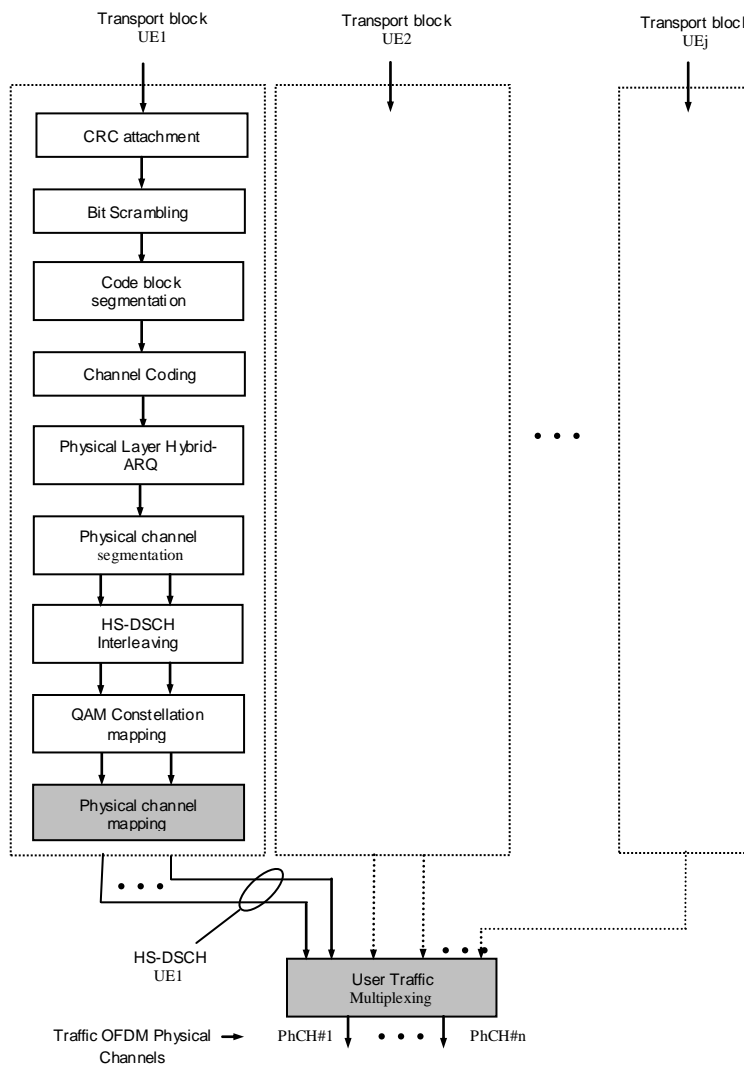 Transport block
UE1
Transport block
UE2
Transport block
UEj
CRC attachment
Bit Scrambling
Code block
segmentation
Channel Coding
Physical Layer Hybrid-
ARQ
Physical channel
segmentation
HS-DSCH
Interleaving
QAM Constellation
mapping
Physical channel
mapping
HS-DSCH
UE1
User Traffic
Multiplexing
Traffic OFDM Physical
Channels
PhCH#1
PhCH#n